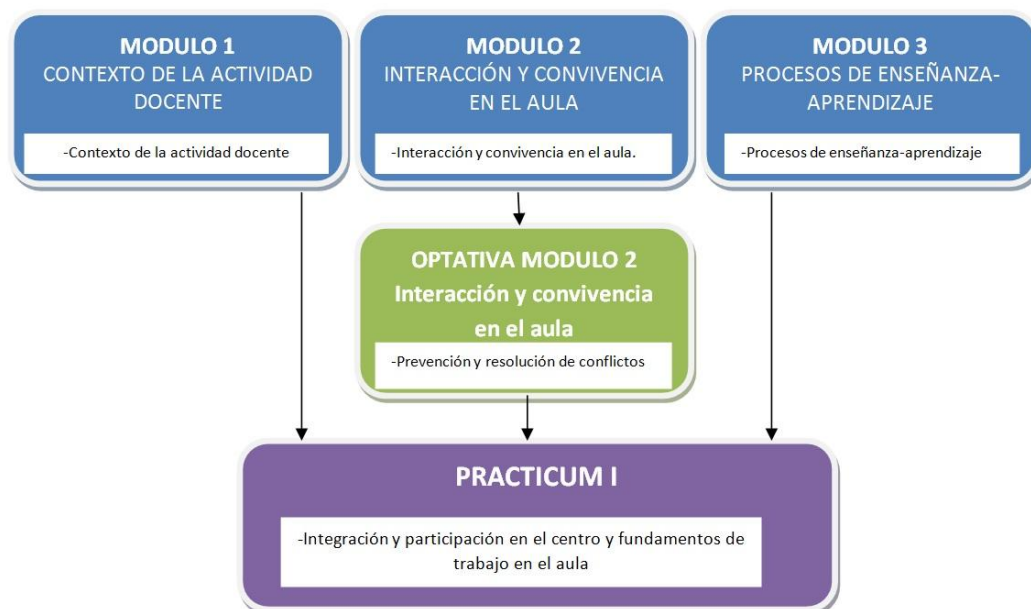 MODULO 1
CONTEXTO DE LA ACTIVIDAD
DOCENTE
-Contexto de la actividad docente
MODULO 2
INTERACCIÓN Y CONVIVENCIA
EN EL AULA
-Interacción y convivencia en el aula.
MODULO 3
PROCESOS DE ENSEÑANZA-
APRENDIZAJE
-Procesos de enseñanza-aprendizaje
OPTATIVA MODULO 2
Interacción y convivencia
en el aula
-Prevención y resolución de conflictos
PRACTICUM I
-Integración y participación en el centro y fundamentos de
trabajo en el aula